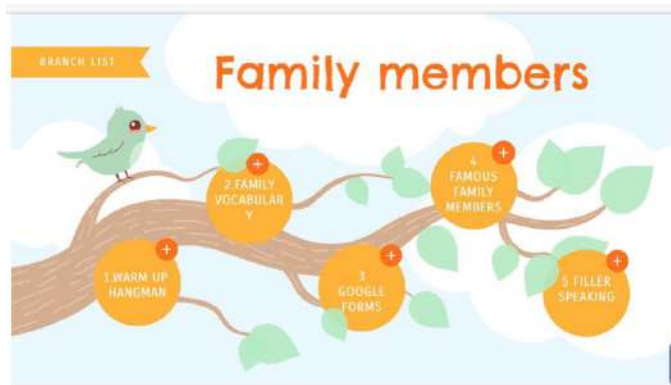 BRANCH LIST
Family members
1.WARM UP
HANGMAN
2.FAMILY
VOCABULAR
Y
3
GOOGLE
FORMS
4
FAMOUS
FAMILY
MEMBERS
5 FILLER
SPEAKING